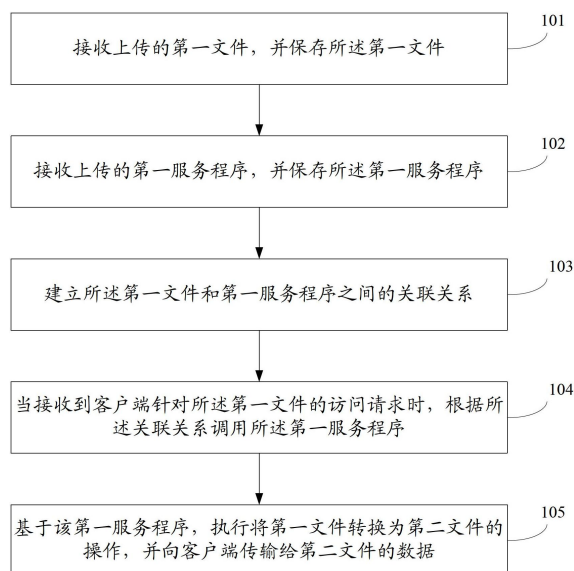 101
接收上传的第一文件，并保存所述第一文件
102
接收上传的第一服务程序，并保存所述第一服务程序
103
建立所述第一文件和第一服务程序之间的关联关系
104
当接收到客户端针对所述第一文件的访问请求时，根据所
述关联关系调用所述第一服务程序
105
基于该第一服务程序，执行将第一文件转换为第二文件的
操作，并向客户端传输给第二文件的数据